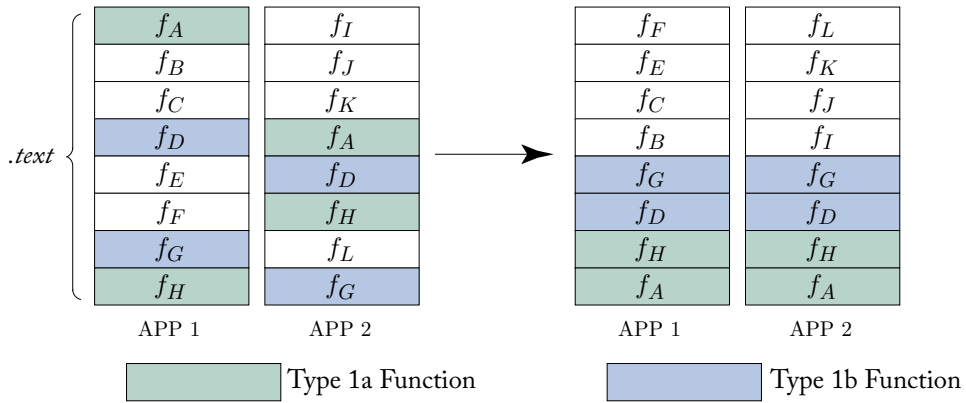 f_A f_I f_F f_L
f_B f_J f_E f_K
f_C f_K f_C f_J
f_D f_A f_B f_I
.text f_E f_D f_G f_G
f_F f_H f_D f_D
f_G f_L f_H f_H
f_H f_G f_A f_A
APP 1 APP 2 APP 1 APP 2
Type 1a Function Type 1b Function